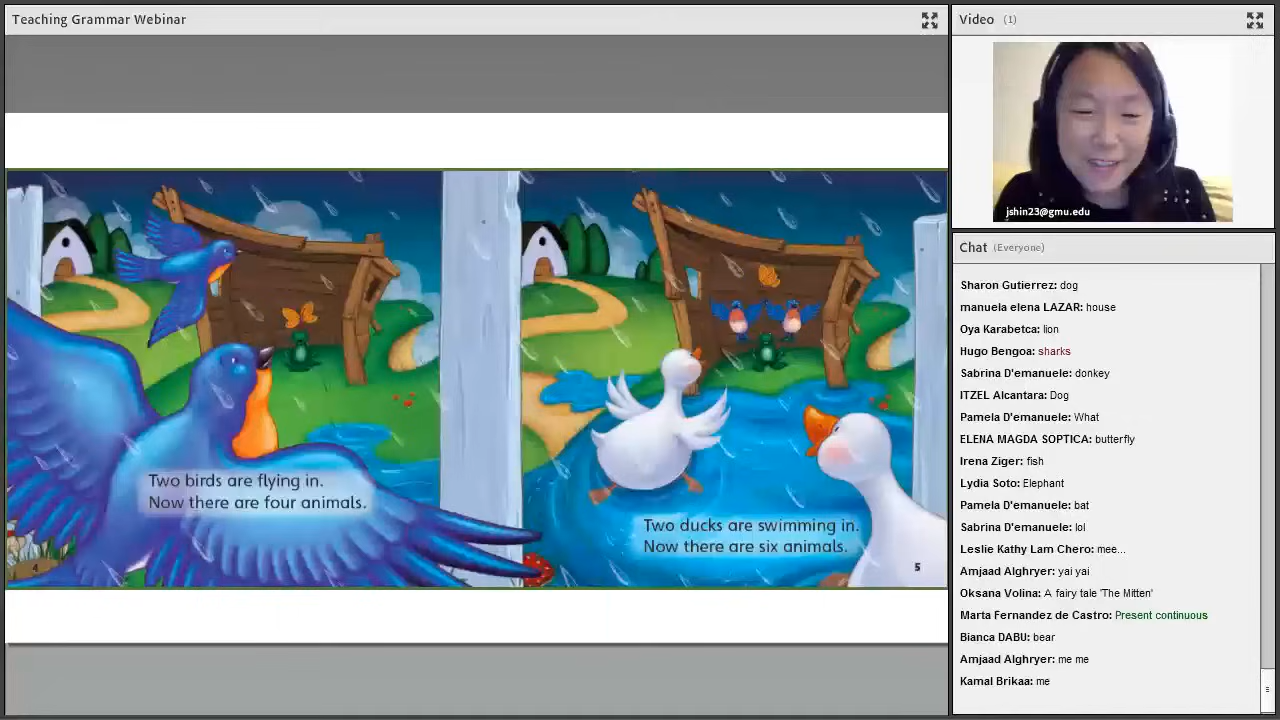 Teaching Grammar Webinar
Two birds are flying in.
Now there are four animals.
4
Two ducks are swimming in.
Now there are six animals.
5
Video (1)
jshin23@gmu.edu
Chat (Everyone)
Sharon Gutierrez: dog
manuela elena LAZAR: house
Oya Karabetca: lion
Hugo Bengoa: sharks
Sabrina D'emanuele: donkey
ITZEL Alcantara: Dog
Pamela D'emanuele: What
ELENA MAGDA SOPTICA: butterfly
Irena Ziger: fish
Lydia Soto: Elephant
Pamela D'emanuele: bat
Sabrina D'emanuele: lol
Leslie Kathy Lam Chero: mee...
Amjaad Alghryer: yai yai
Oksana Volina: A fairy tale 'The Mitten'
Marta Fernandez de Castro: Present continuous
Bianca DABU: bear
Amjaad Alghryer: me me
Kamal Brikaa: me